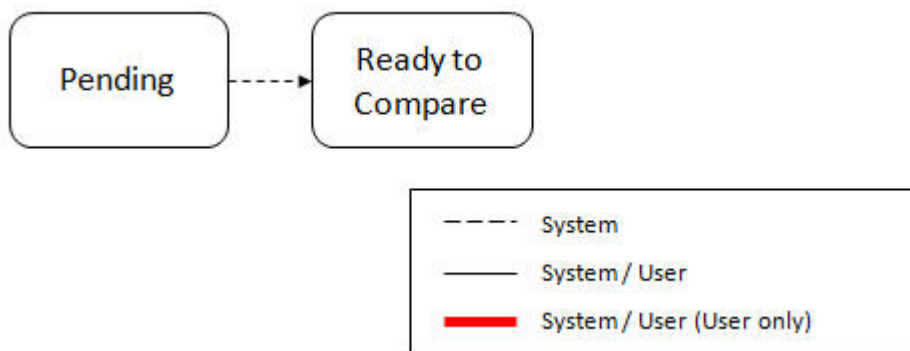 Pending
Ready to
Compare
System
System / User
System / User (User only)